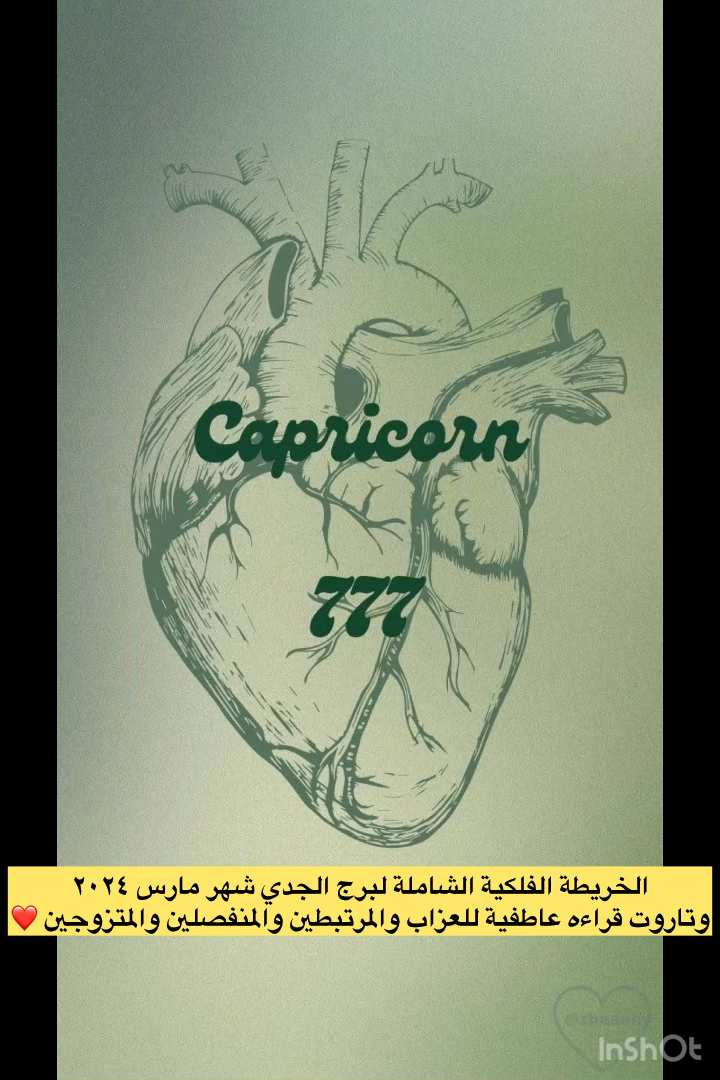 Capricorn
777
الخريطة الفلكية الشاملة لبرج الجدي شهر مارس ٢٠٢٤
وتاروت قراءه عاطفية للعزاب والمرتبطين والمنفصلين والمتزوجين ❤️
InShOt